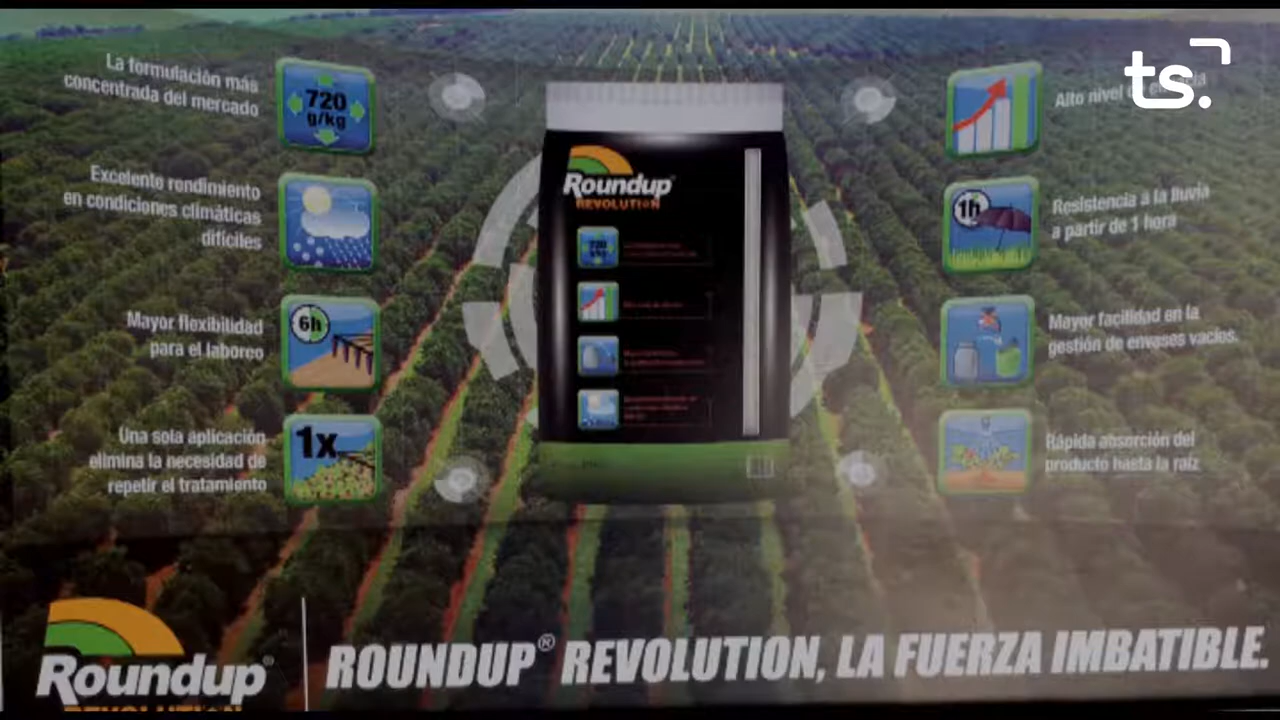 ts.
La formulación más
concentrada del mercado
720
g/kg
Alto nivel de
Excelente rendimiento
en condiciones climáticas
difíciles
1h
Resistencia a la lluvia
a partir de 1 hora
Mayor flexibilidad
para el laboreo
6h
Mayor facilidad en la
gestión de envases vacíos.
Una sola aplicación
elimina la necesidad de
repetir el tratamiento
1x
Rápida absorción del
producto hasta la raíz
Roundup®
REVOLUTION
720
Roundup®
REVOLUTION
ROUNDUP® REVOLUTION, LA FUERZA IMBATIBLE.